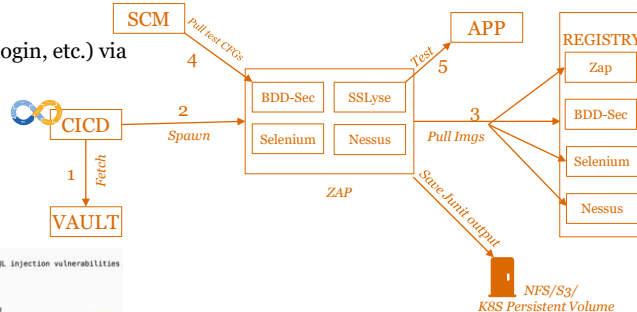 SCM
ogin, etc.) via
Pull test CFGs
4
APP
Test
5
REGISTRY
Zap
BDD-Sec
SSLyse
Selenium
Nessus
ZAP
CICD
2
Spawn
3
Pull Imgs
BDD-Sec
Selenium
Nessus
1
Fetch
VAULT
Save Junit output
QL injection vulnerabilities
NFS/S3/
K8S Persistent Volume